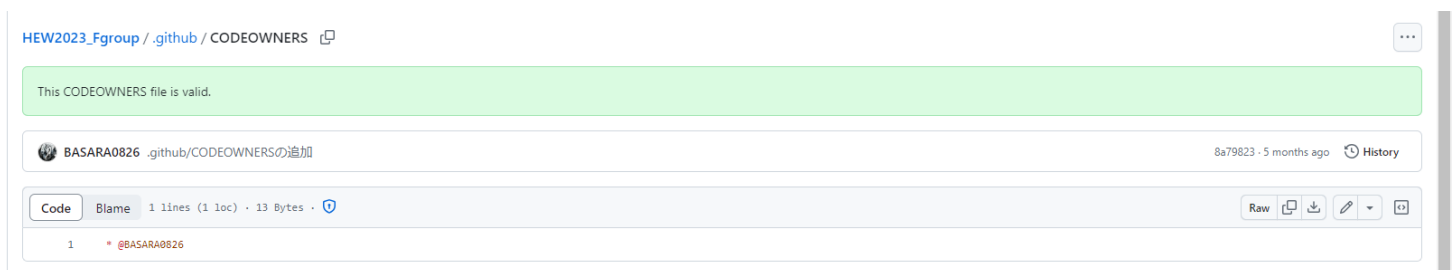 HEW2023_Fgroup / .github / CODEOWNERS
This CODEOWNERS file is valid.
BASARA0826 .github/CODEOWNERSの追加 8a79823 · 5 months ago History
Code Blame 1 lines (1 loc) · 13 Bytes · Raw
1 * @BASARA0826